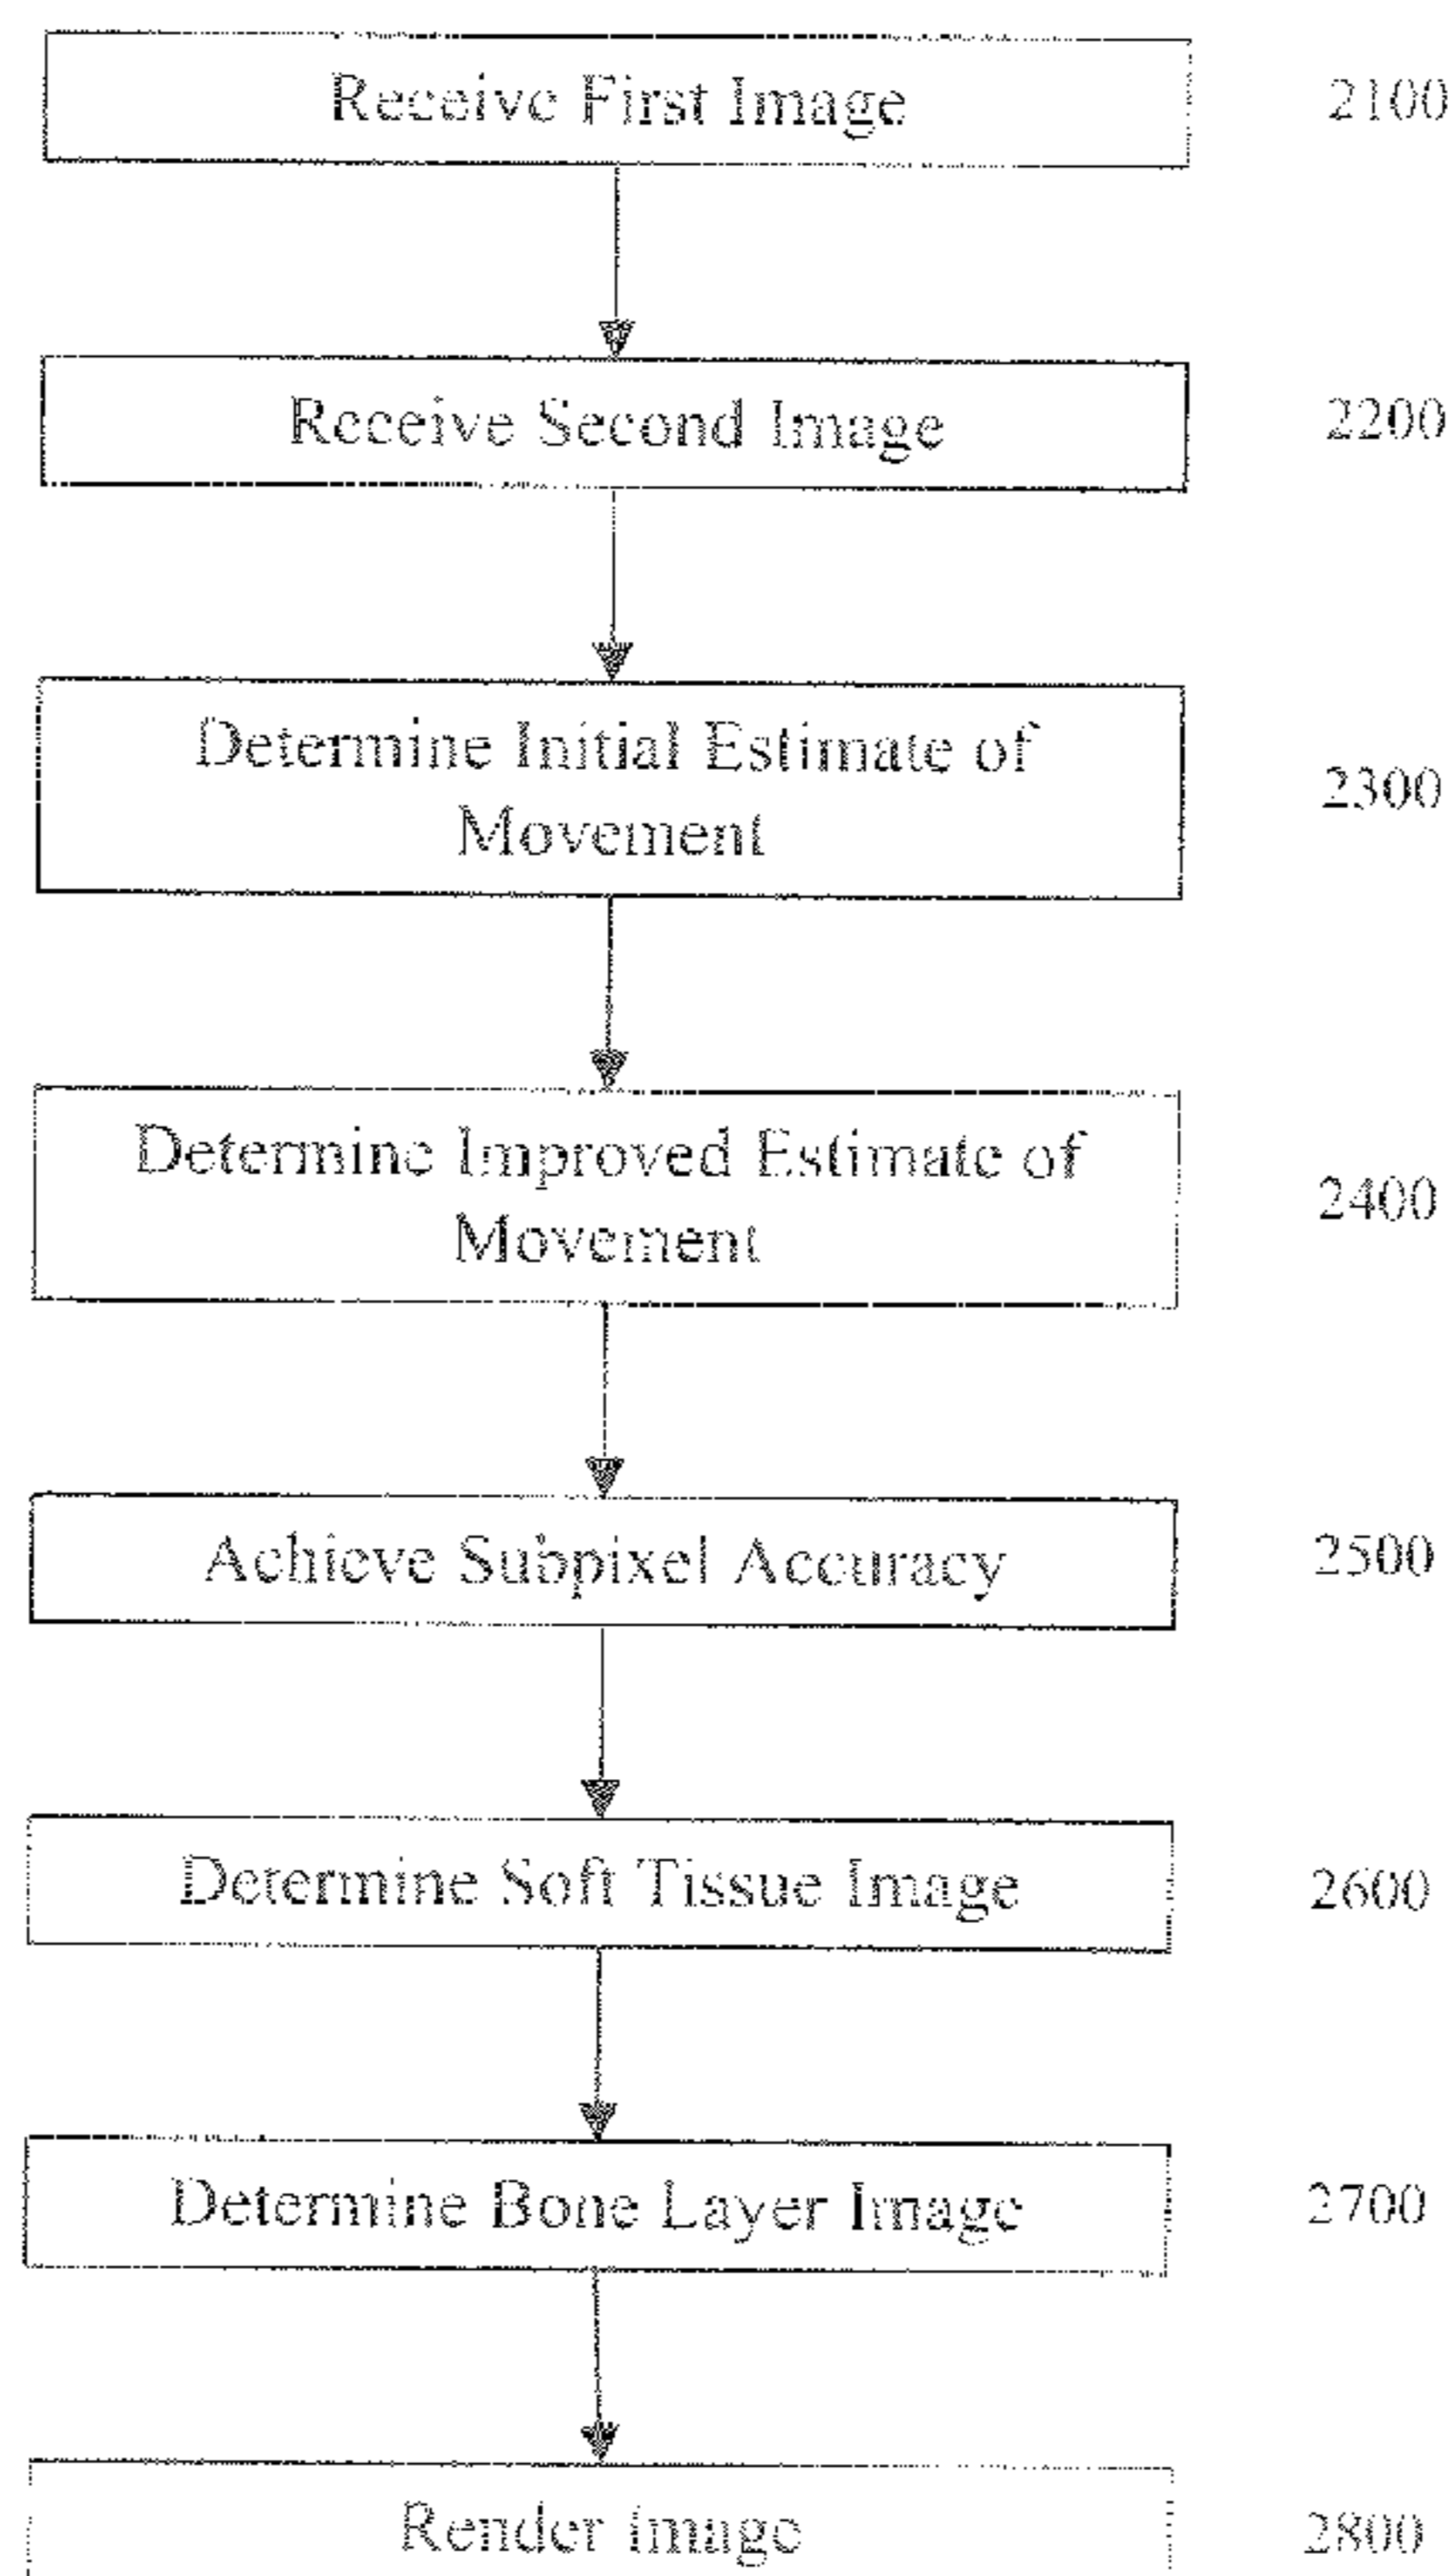 Receive First Image 2100
Receive Second Image 2200
Determine Initial Estimate of
Movement 2300
Determine Improved Estimate of
Movement 2400
Achieve Subpixel Accuracy 2500
Determine Soft Tissue Image 2600
Determine Bone Layer Image 2700
Render Image 2800